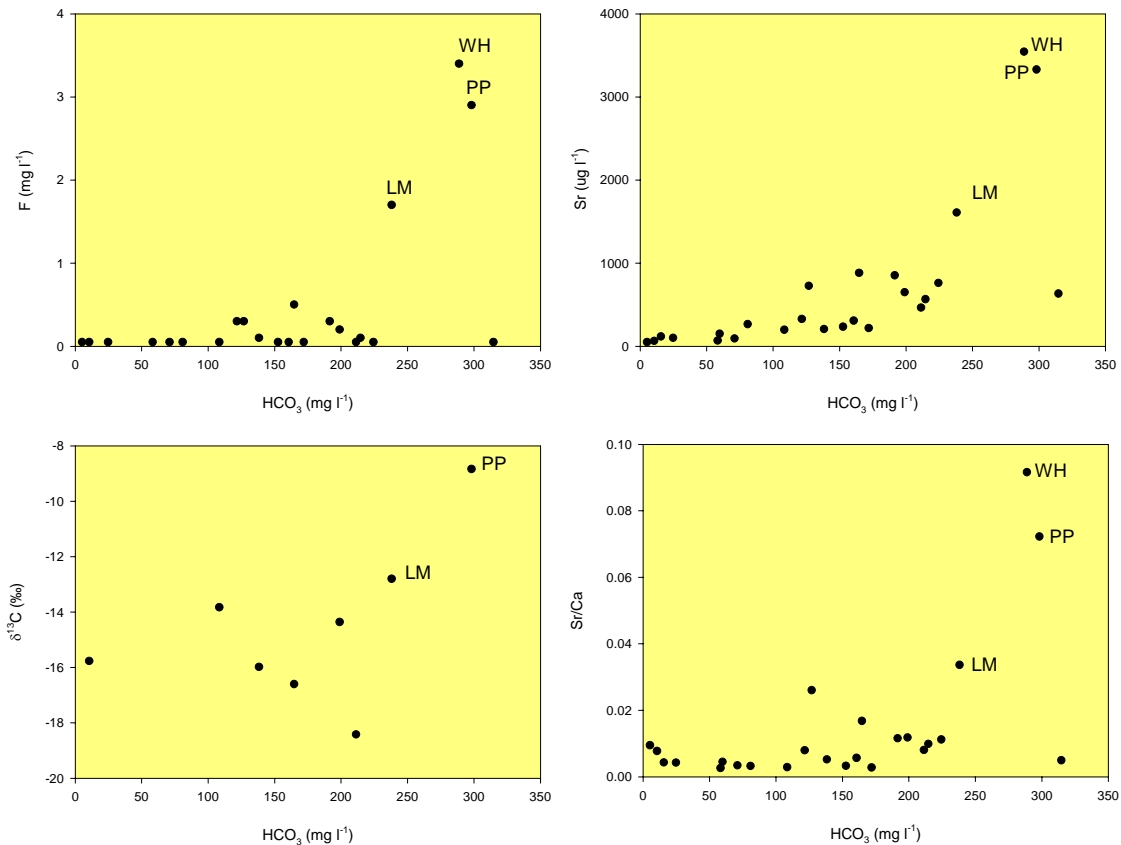 F (mg l⁻¹)
4
3
2
1
0
WH
PP
LM
0 50 100 150 200 250 300 350
HCO₃ (mg l⁻¹)
Sr (ug l⁻¹)
4000
3000
2000
1000
0
WH
PP
LM
0 50 100 150 200 250 300 350
HCO₃ (mg l⁻¹)
δ¹³C (‰)
-8
-10
-12
-14
-16
-18
-20
PP
LM
0 50 100 150 200 250 300 350
HCO₃ (mg l⁻¹)
Sr/Ca
0.10
0.08
0.06
0.04
0.02
0.00
WH
PP
LM
0 50 100 150 200 250 300 350
HCO₃ (mg l⁻¹)